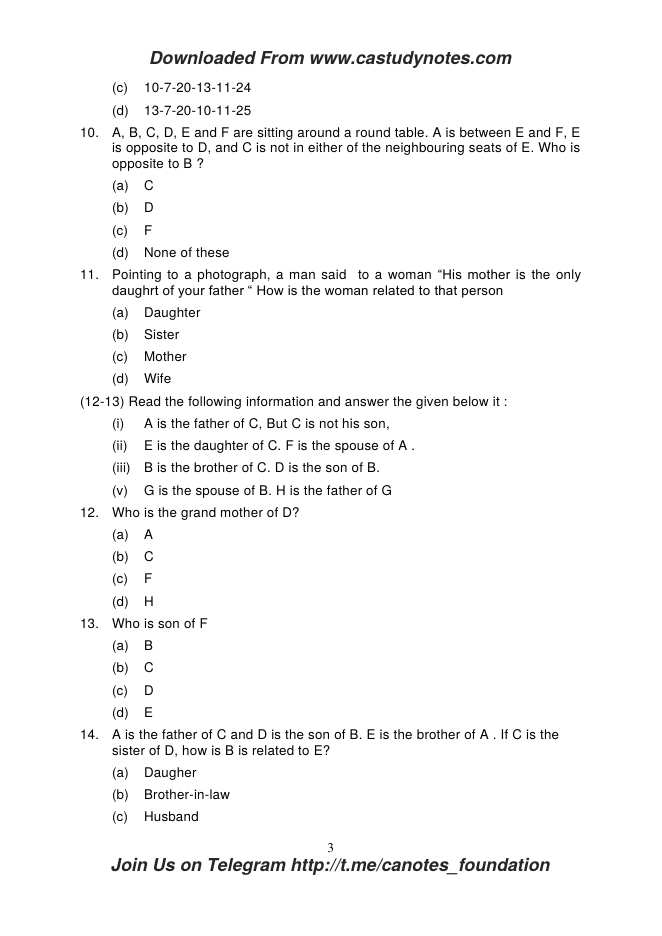 Downloaded From www.castudynotes.com
(c) 10-7-20-13-11-24
(d) 13-7-20-10-11-25
10. A, B, C, D, E and F are sitting around a round table. A is between E and F, E
is opposite to D, and C is not in either of the neighbouring seats of E. Who is
opposite to B ?
(a) C
(b) D
(c) F
(d) None of these
11. Pointing to a photograph, a man said to a woman “His mother is the only
daughrt of your father “ How is the woman related to that person
(a) Daughter
(b) Sister
(c) Mother
(d) Wife
(12-13) Read the following information and answer the given below it :
(i) A is the father of C, But C is not his son,
(ii) E is the daughter of C. F is the spouse of A .
(iii) B is the brother of C. D is the son of B.
(v) G is the spouse of B. H is the father of G
12. Who is the grand mother of D?
(a) A
(b) C
(c) F
(d) H
13. Who is son of F
(a) B
(b) C
(c) D
(d) E
14. A is the father of C and D is the son of B. E is the brother of A . If C is the
sister of D, how is B is related to E?
(a) Daugher
(b) Brother-in-law
(c) Husband
3
Join Us on Telegram http://t.me/canotes_foundation